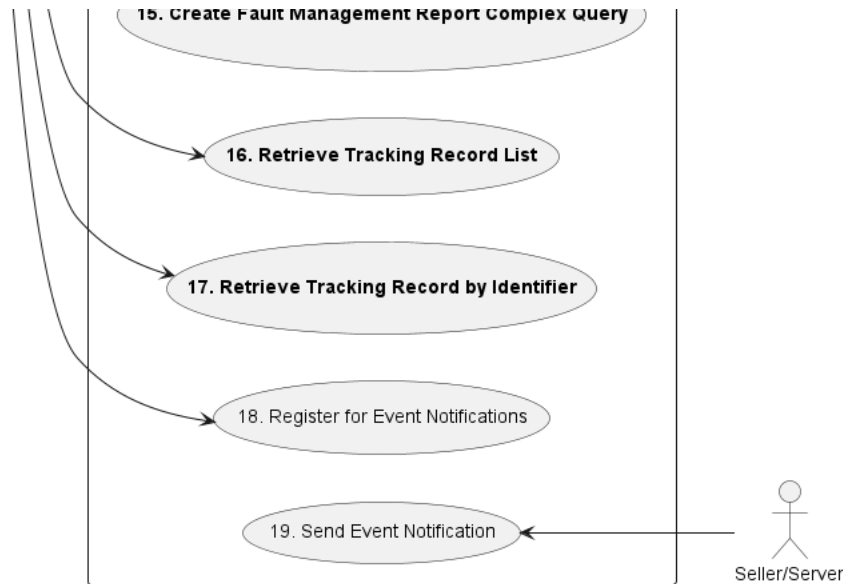 15. Create Fault Management Report Complex Query
16. Retrieve Tracking Record List
17. Retrieve Tracking Record by Identifier
18. Register for Event Notifications
19. Send Event Notification
Seller/Server